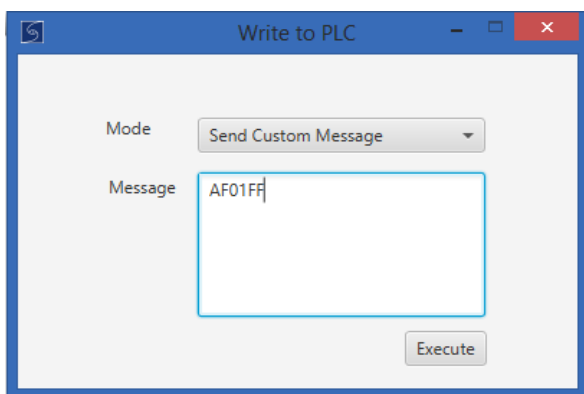 Write to PLC
Mode
Send Custom Message
Message
AF01FF
Execute